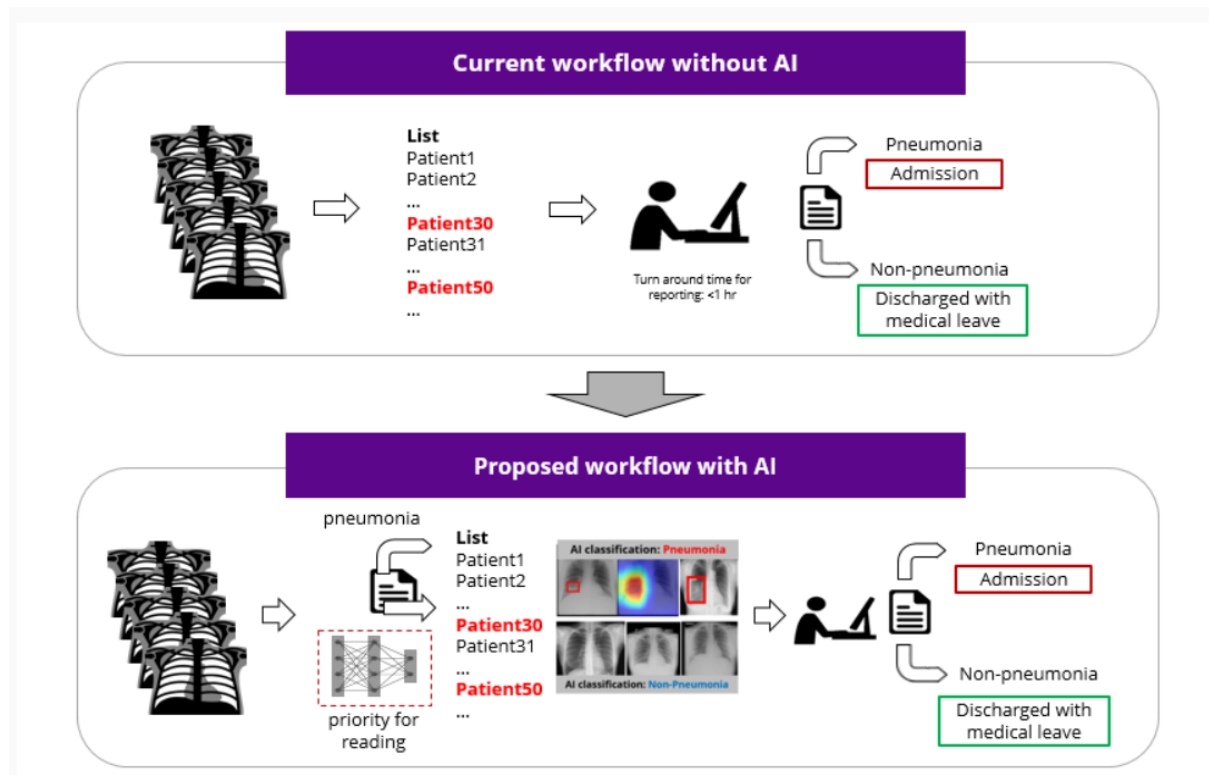 Current workflow without AI
List
Patient1
Patient2
...
Patient30
Patient31
...
Patient50
...
Turn around time for
reporting: <1 hr
Pneumonia
Admission
Non-pneumonia
Discharged with
medical leave
Proposed workflow with AI
pneumonia
priority for
reading
List
Patient1
Patient2
...
Patient30
Patient31
...
Patient50
...
AI classification: Pneumonia
AI classification: Non-Pneumonia
Pneumonia
Admission
Non-pneumonia
Discharged with
medical leave